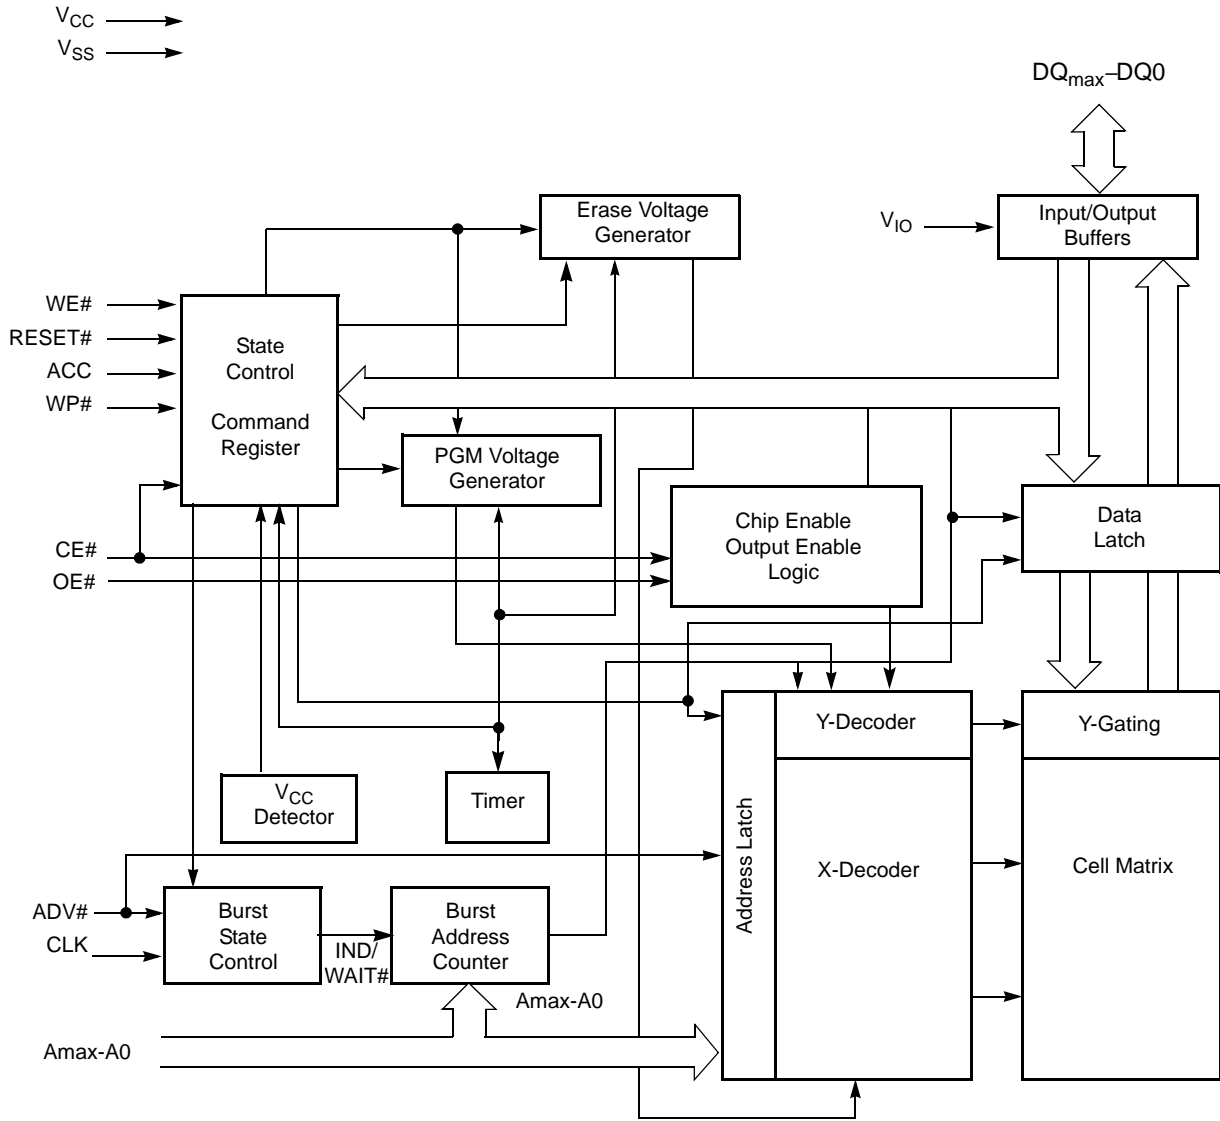 VCC
VSS
DQmax–DQ0
Erase Voltage
Generator
VIO
Input/Output
Buffers
WE#
RESET#
ACC
WP#
State
Control
Command
Register
PGM Voltage
Generator
CE#
OE#
Chip Enable
Output Enable
Logic
Data
Latch
Y-Decoder
Y-Gating
VCC
Detector
Timer
Address Latch
X-Decoder
Cell Matrix
ADV#
CLK
Burst
State
Control
IND/
WAIT#
Burst
Address
Counter
Amax-A0
Amax-A0